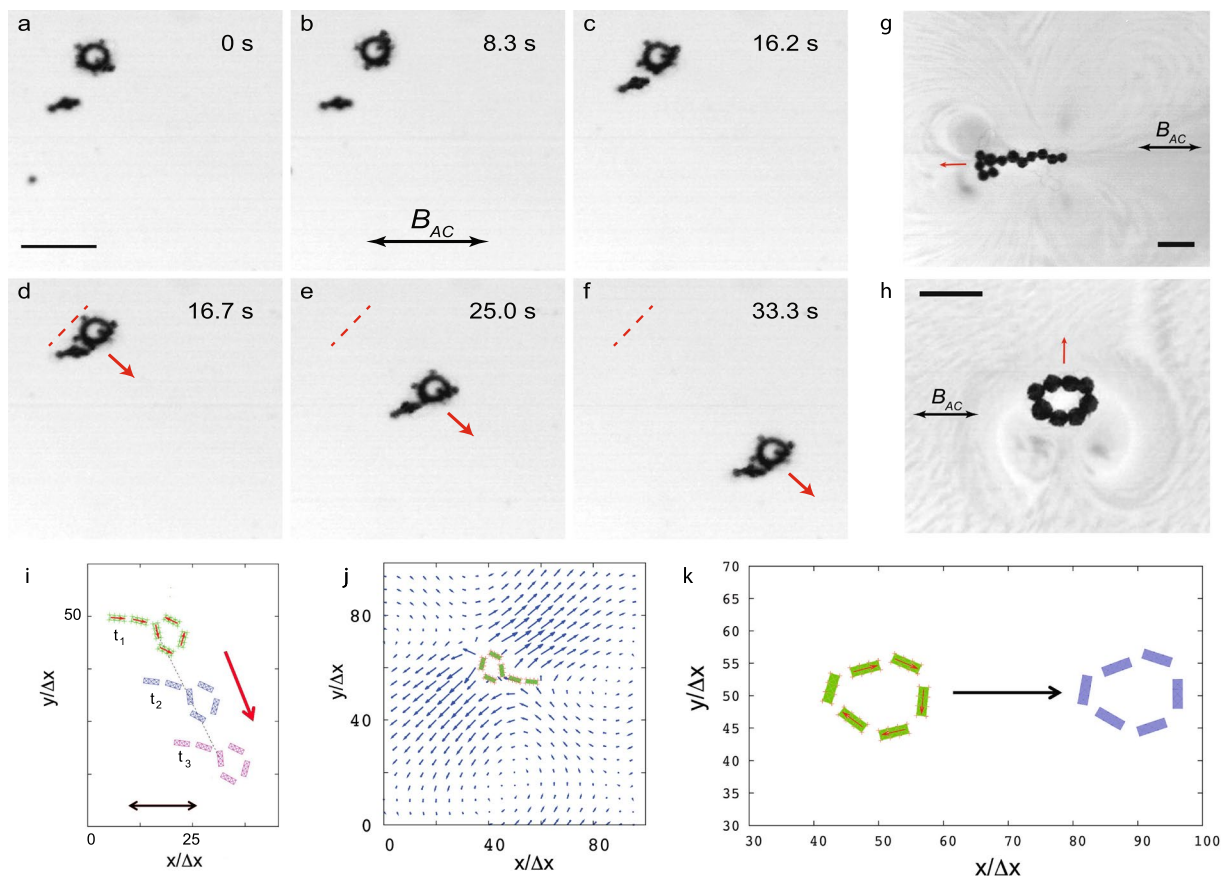 a
0 s
b
8.3 s
B_AC
c
16.2 s
g
B_AC
d
16.7 s
e
25.0 s
f
33.3 s
h
B_AC
i
50
y/Δx
t₁
t₂
t₃
0
25
x/Δx
j
80
40
0
y/Δx
0
40
80
x/Δx
k
70
65
60
55
50
45
40
35
30
y/Δx
30
40
50
60
70
80
90
100
x/Δx